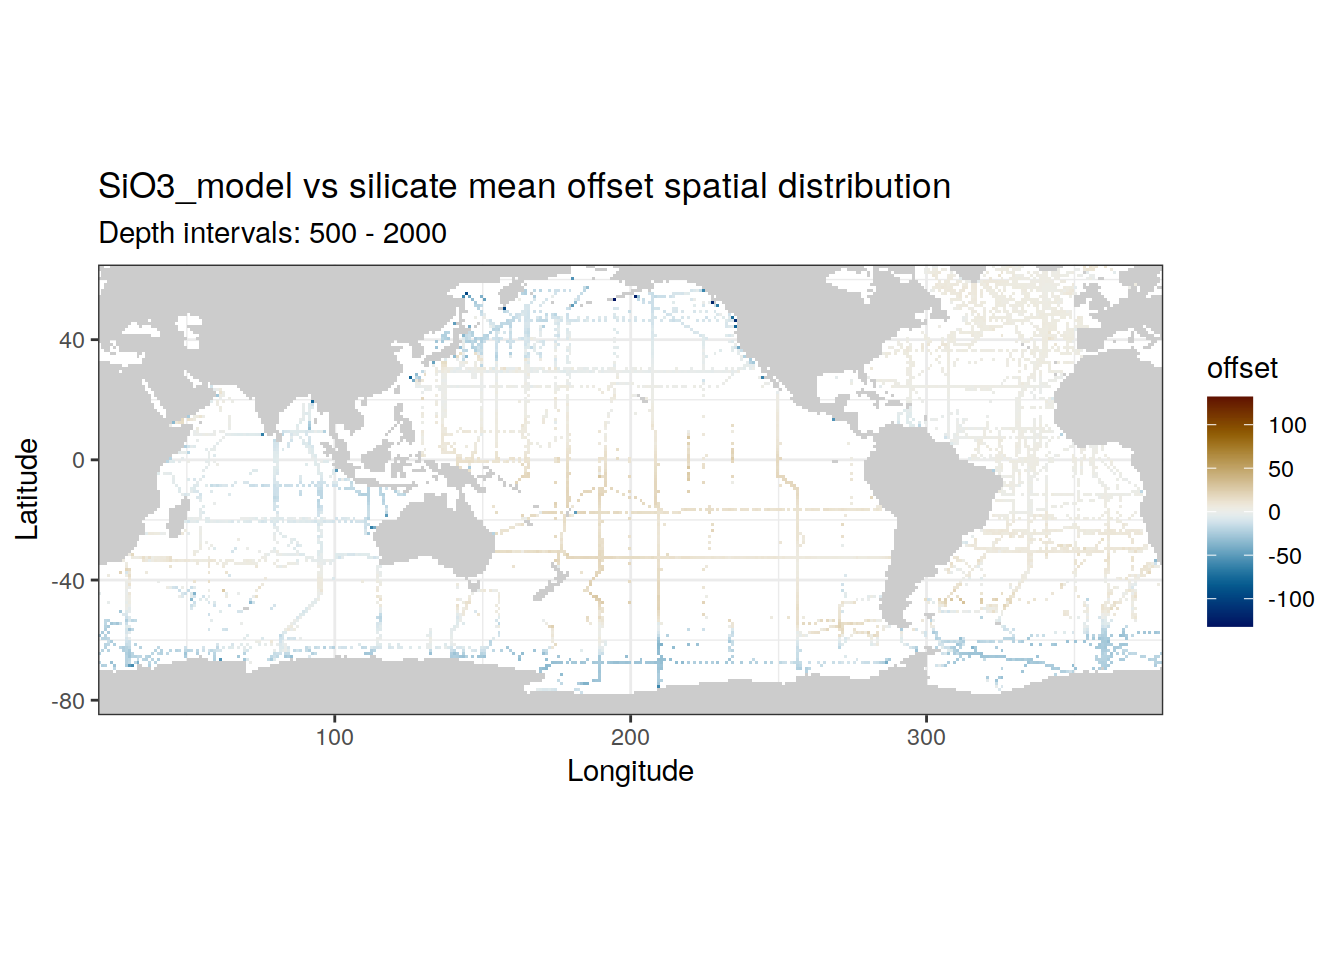 SiO3_model vs silicate mean offset spatial distribution
Depth intervals: 500 - 2000
offset
100
50
0
-50
-100
Latitude
40
0
-40
-80
100
200
300
Longitude